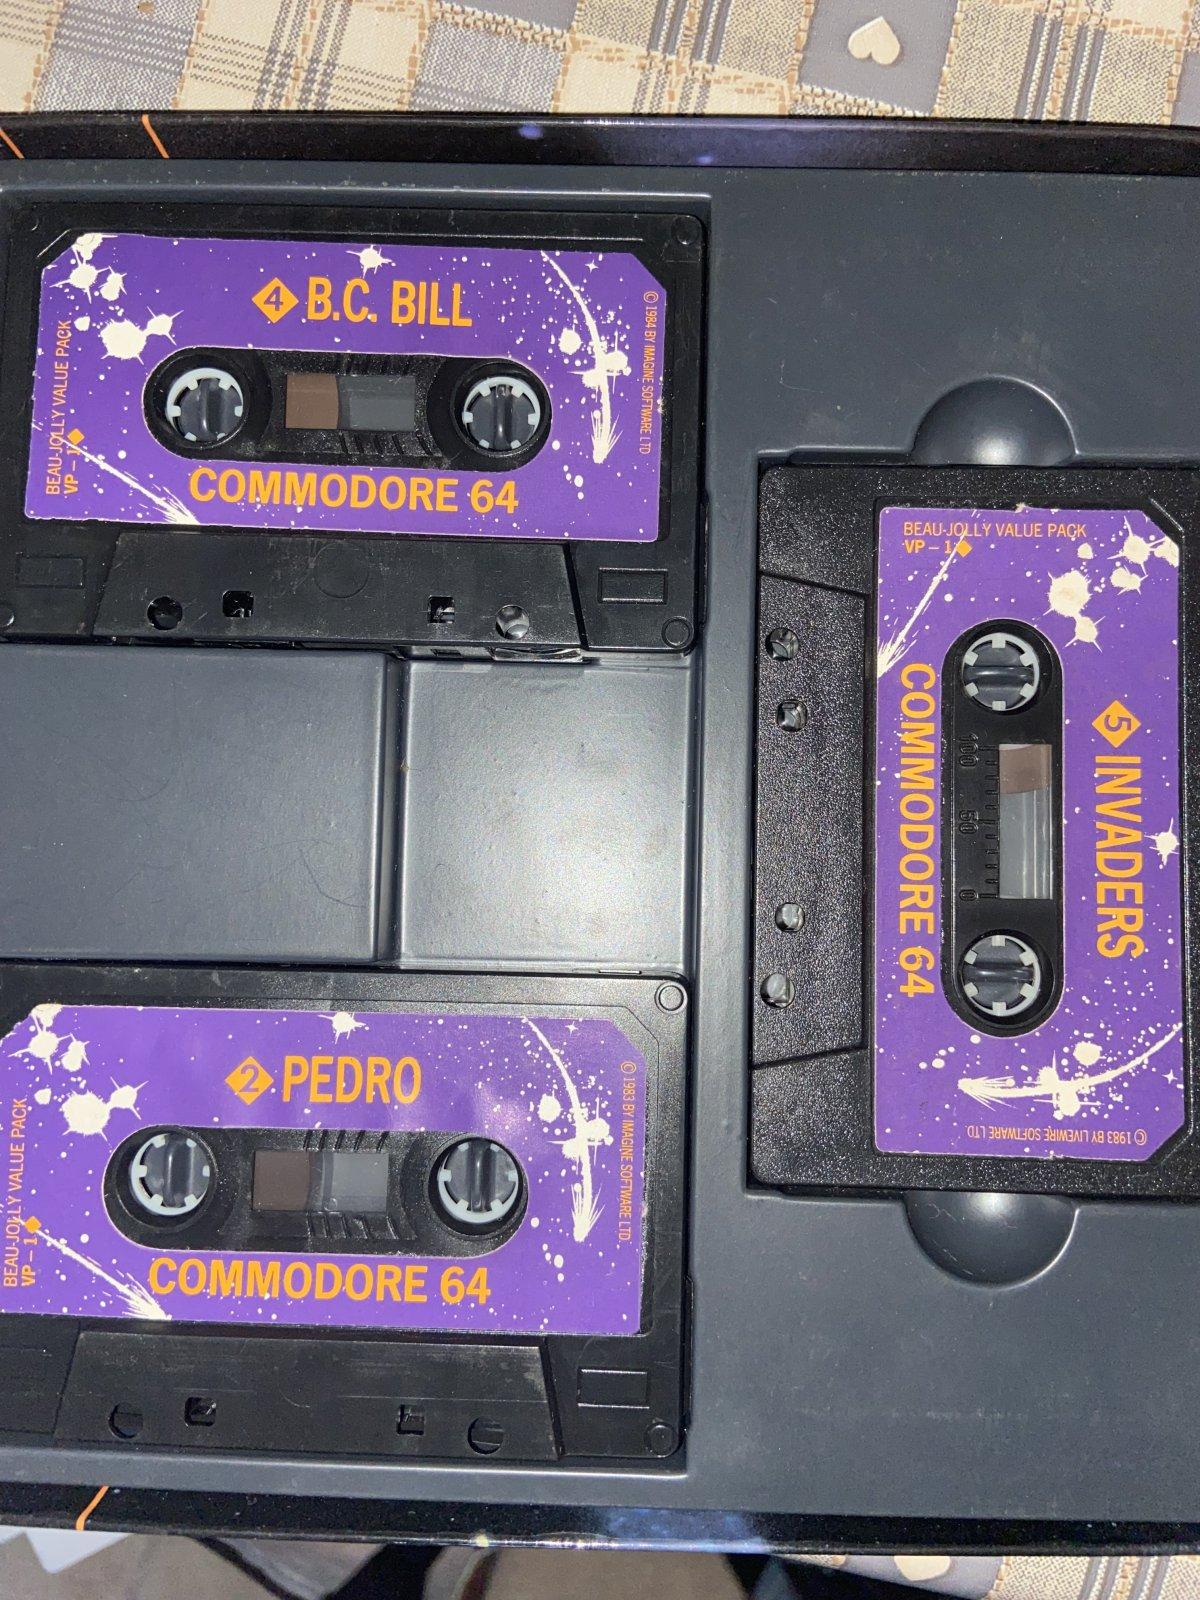 4 B.C. BILL
COMMODORE 64
BEAU-JOLLY VALUE PACK
VP – 1
© 1984 BY IMAGINE SOFTWARE LTD
5 INVADERS
COMMODORE 64
BEAU-JOLLY VALUE PACK
VP – 1
100 50 0
© 1983 BY LIVEWIRE SOFTWARE LTD.
2 PEDRO
COMMODORE 64
BEAU-JOLLY VALUE PACK
VP – 1
© 1983 BY IMAGINE SOFTWARE LTD.